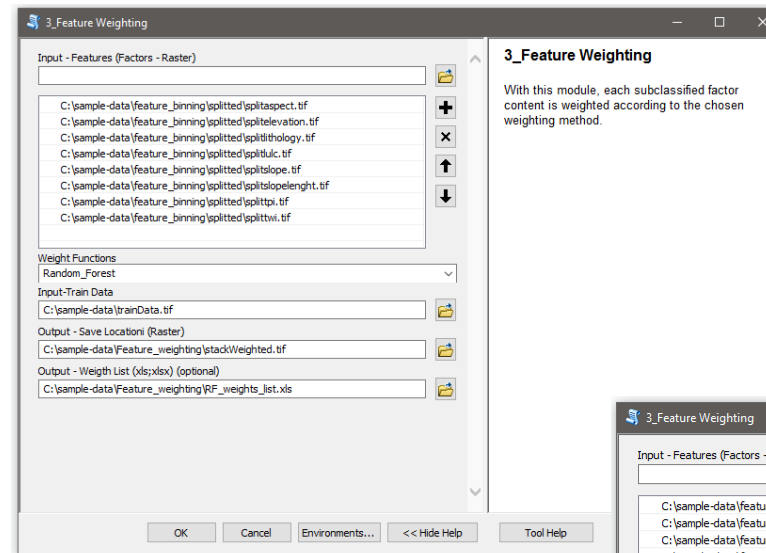 3_Feature Weighting
Input - Features (Factors - Raster)
C:\sample-data\feature_binning\splitted\splitaspect.tif
C:\sample-data\feature_binning\splitted\splitelevation.tif
C:\sample-data\feature_binning\splitted\splitlithology.tif
C:\sample-data\feature_binning\splitted\splitlulc.tif
C:\sample-data\feature_binning\splitted\splitslope.tif
C:\sample-data\feature_binning\splitted\splitslopelenght.tif
C:\sample-data\feature_binning\splitted\splittpi.tif
C:\sample-data\feature_binning\splitted\splittwi.tif
Weight Functions
Random_Forest
Input-Train Data
C:\sample-data\trainData.tif
Output - Save Locationi (Raster)
C:\sample-data\Feature_weighting\stackWeighted.tif
Output - Weigth List (xls;xlsx) (optional)
C:\sample-data\Feature_weighting\RF_weights_list.xls
OK
Cancel
Environments...
<< Hide Help
Tool Help
3_Feature Weighting
With this module, each subclassified factor
content is weighted according to the chosen
weighting method.
3_Feature Weighting
Input - Features (Factors -
C:\sample-data\featu
C:\sample-data\featu
C:\sample-data\featu